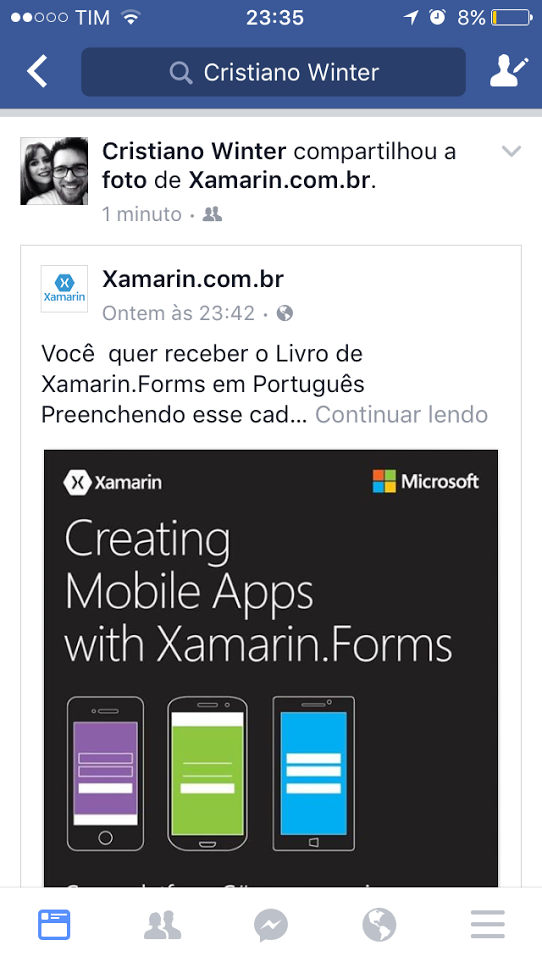 TIM 23:35 8%
Cristiano Winter
Cristiano Winter compartilhou a
foto de Xamarin.com.br.
1 minuto ·
Xamarin
Xamarin.com.br
Ontem às 23:42 ·
Você quer receber o Livro de
Xamarin.Forms em Português
Preenchendo esse cad... Continuar lendo
Xamarin Microsoft
Creating
Mobile Apps
with Xamarin.Forms